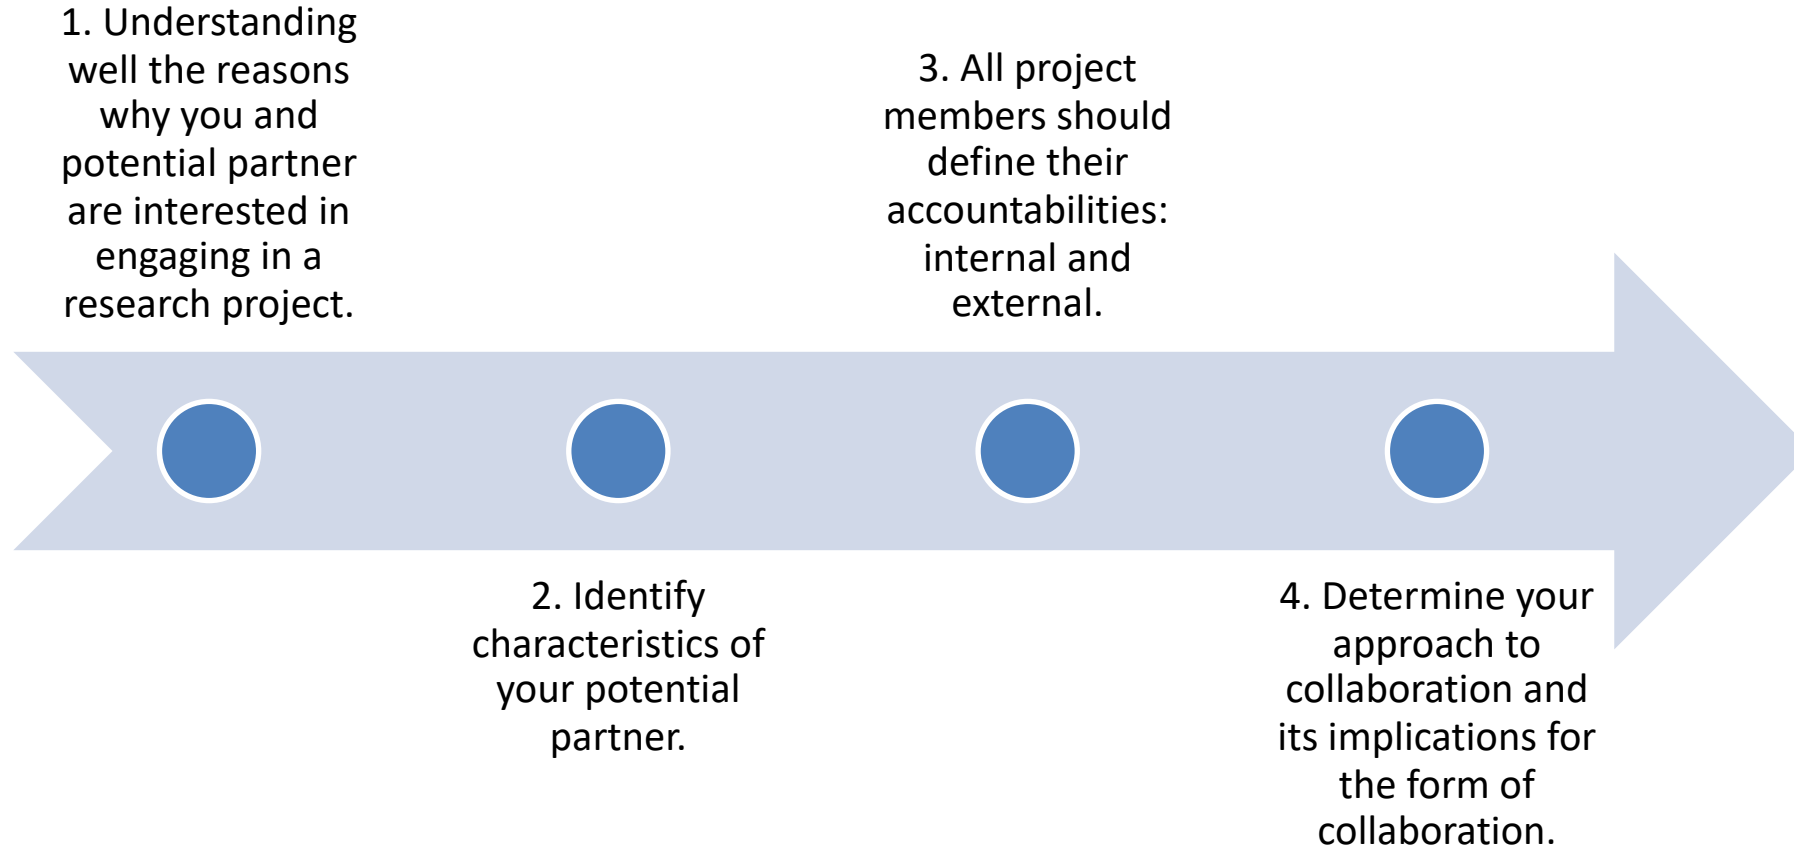 1. Understanding
well the reasons
why you and
potential partner
are interested in
engaging in a
research project.
2. Identify
characteristics of
your potential
partner.
3. All project
members should
define their
accountabilities:
internal and
external.
4. Determine your
approach to
collaboration and
its implications for
the form of
collaboration.